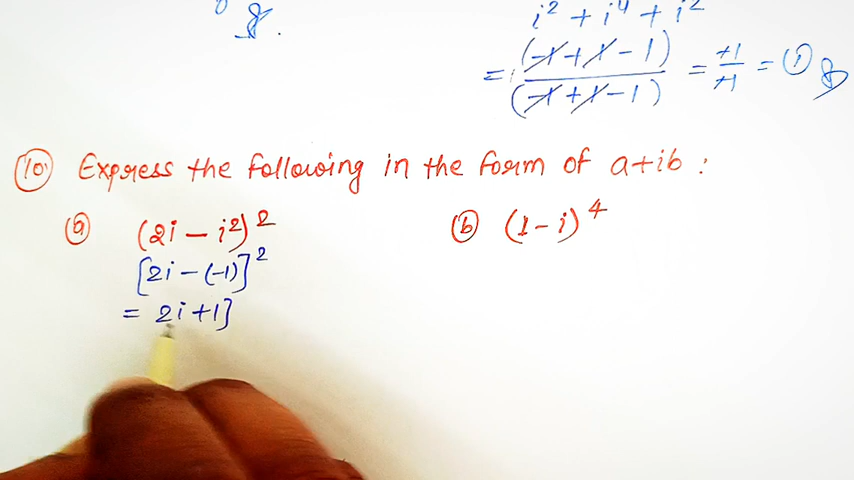 i² + i⁴ + i²
= (-1+1-1)/(-1+1-1) = +1/+1 = ①
⑩ Express the following in the form of a+ib :
ⓐ (2i - i²)² ⓑ (1-i)⁴
[2i - (-1)]²
= 2i+1]